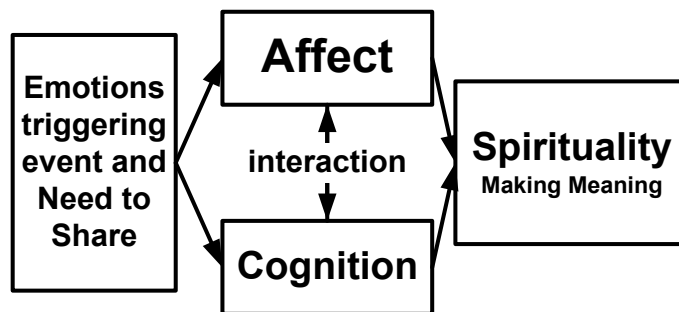 Emotions
triggering
event and
Need to
Share
Affect
interaction
Cognition
Spirituality
Making Meaning